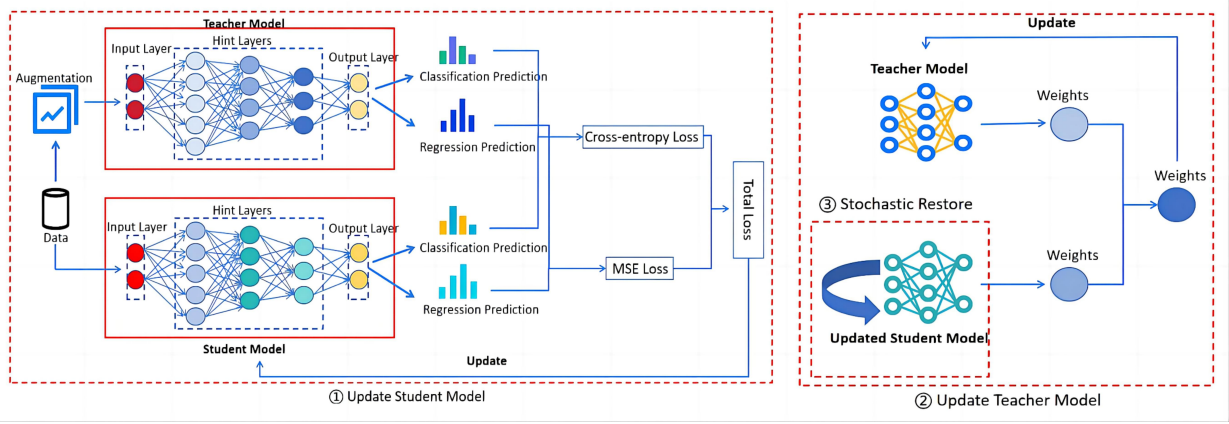 Teacher Model
Input Layer
Hint Layers
Output Layer
Augmentation
Classification Prediction
Regression Prediction
Data
Input Layer
Hint Layers
Output Layer
Classification Prediction
Regression Prediction
Student Model
Cross-entropy Loss
MSE Loss
Total Loss
Update
① Update Student Model
Update
Teacher Model
Weights
Weights
③ Stochastic Restore
Weights
Updated Student Model
② Update Teacher Model